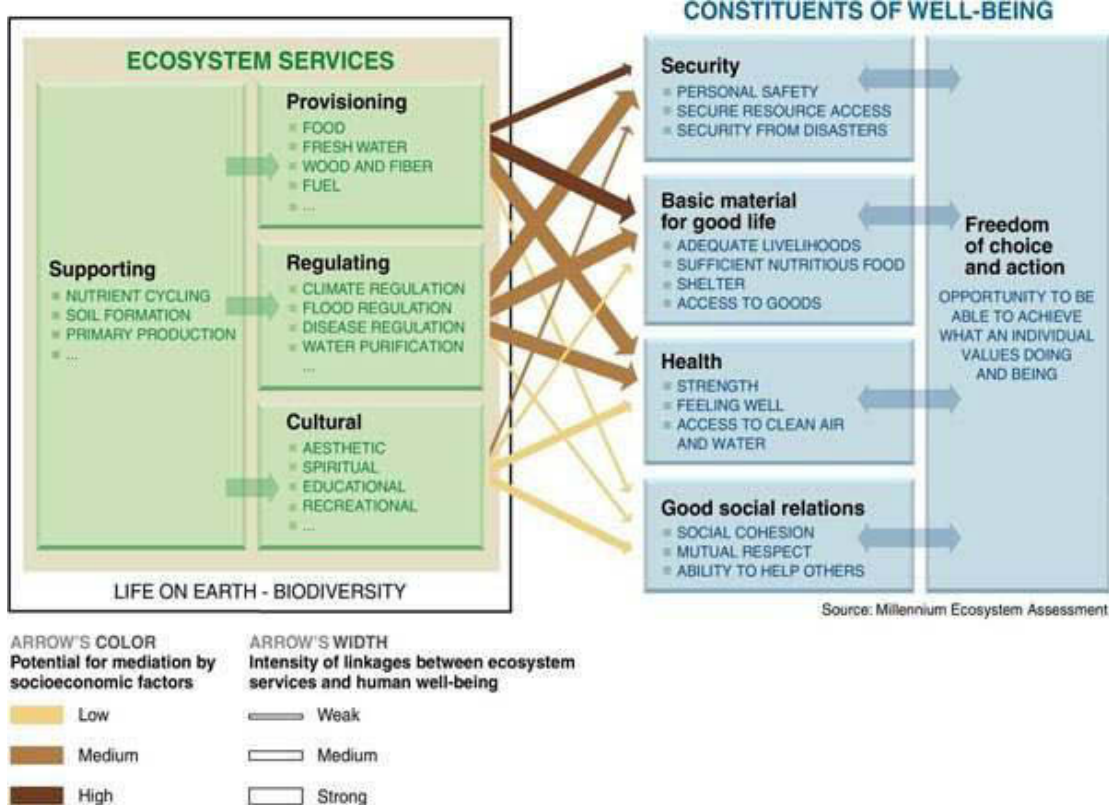 CONSTITUENTS OF WELL-BEING
ECOSYSTEM SERVICES
Supporting
NUTRIENT CYCLING
SOIL FORMATION
PRIMARY PRODUCTION
...
Provisioning
FOOD
FRESH WATER
WOOD AND FIBER
FUEL
...
Regulating
CLIMATE REGULATION
FLOOD REGULATION
DISEASE REGULATION
WATER PURIFICATION
...
Cultural
AESTHETIC
SPIRITUAL
EDUCATIONAL
RECREATIONAL
...
LIFE ON EARTH - BIODIVERSITY
Security
PERSONAL SAFETY
SECURE RESOURCE ACCESS
SECURITY FROM DISASTERS
Basic material
for good life
ADEQUATE LIVELIHOODS
SUFFICIENT NUTRITIOUS FOOD
SHELTER
ACCESS TO GOODS
Health
STRENGTH
FEELING WELL
ACCESS TO CLEAN AIR
AND WATER
Good social relations
SOCIAL COHESION
MUTUAL RESPECT
ABILITY TO HELP OTHERS
Freedom
of choice
and action
OPPORTUNITY TO BE
ABLE TO ACHIEVE
WHAT AN INDIVIDUAL
VALUES DOING
AND BEING
Source: Millennium Ecosystem Assessment
ARROW'S COLOR
Potential for mediation by
socioeconomic factors
Low
Medium
High
ARROW'S WIDTH
Intensity of linkages between ecosystem
services and human well-being
Weak
Medium
Strong